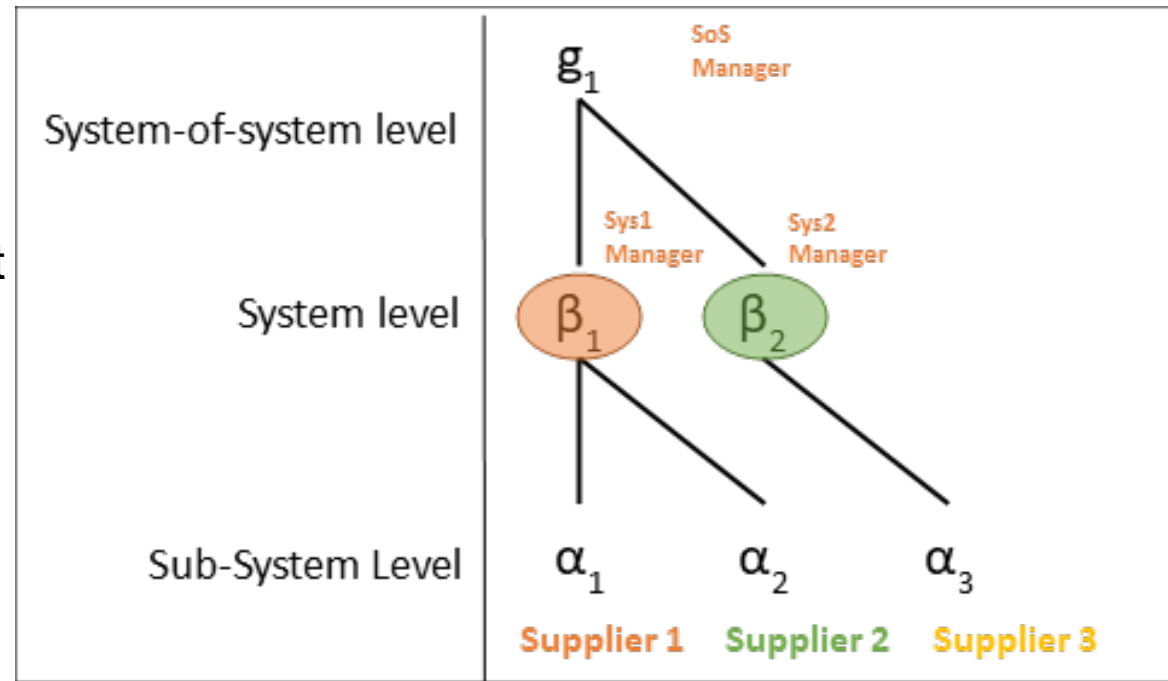 SoS
Manager
g₁
System-of-system level
Sys1
Manager
Sys2
Manager
t
System level
β₁
β₂
Sub-System Level
α₁
α₂
α₃
Supplier 1
Supplier 2
Supplier 3